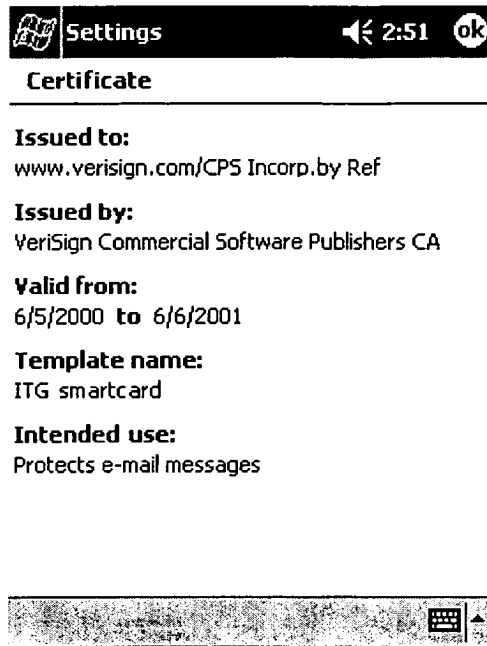 Settings 2:51 ok
Certificate
Issued to:
www.verisign.com/CPS Incorp.by Ref
Issued by:
VeriSign Commercial Software Publishers CA
Valid from:
6/5/2000 to 6/6/2001
Template name:
ITG smartcard
Intended use:
Protects e-mail messages